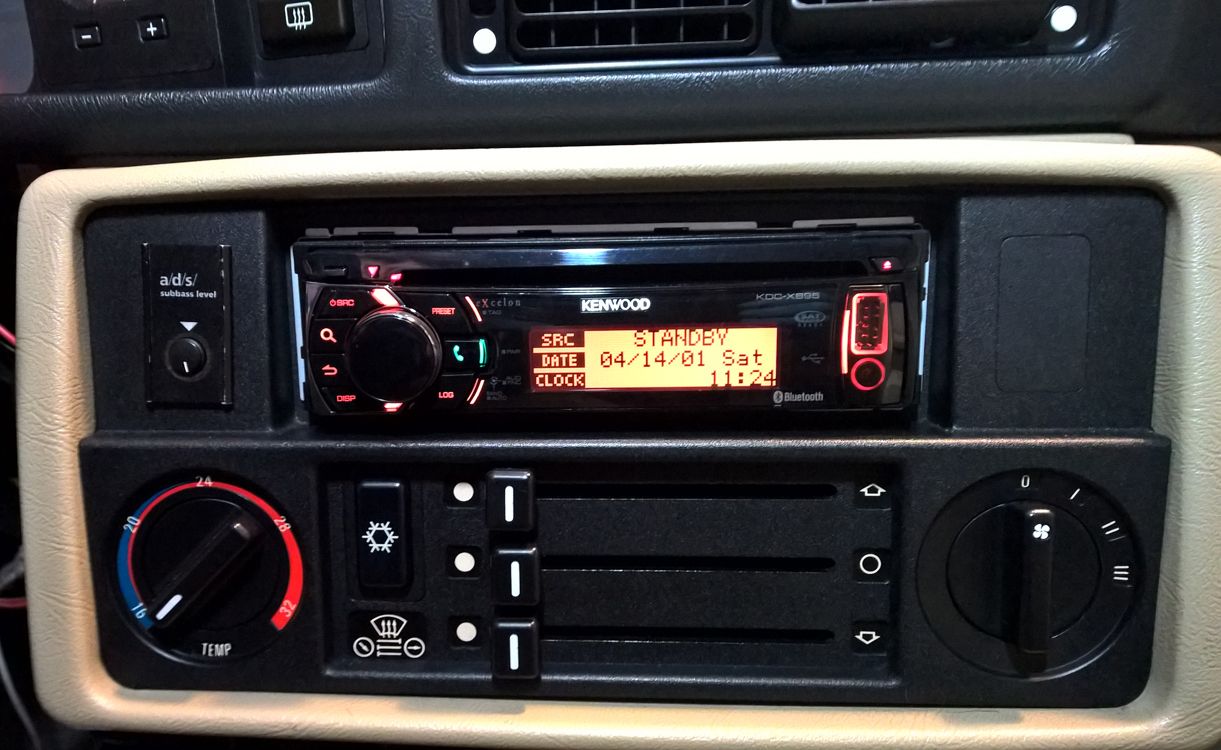 - +
a/d/s/
subbass level
SRC
PRESET
eXcelon
TAG
KENWOOD
KDC-X895
SRC STANDBY
DATE 04/14/01 Sat
CLOCK 11:24
DISP
LOG
Bluetooth
16 20 24 28 32
TEMP
0